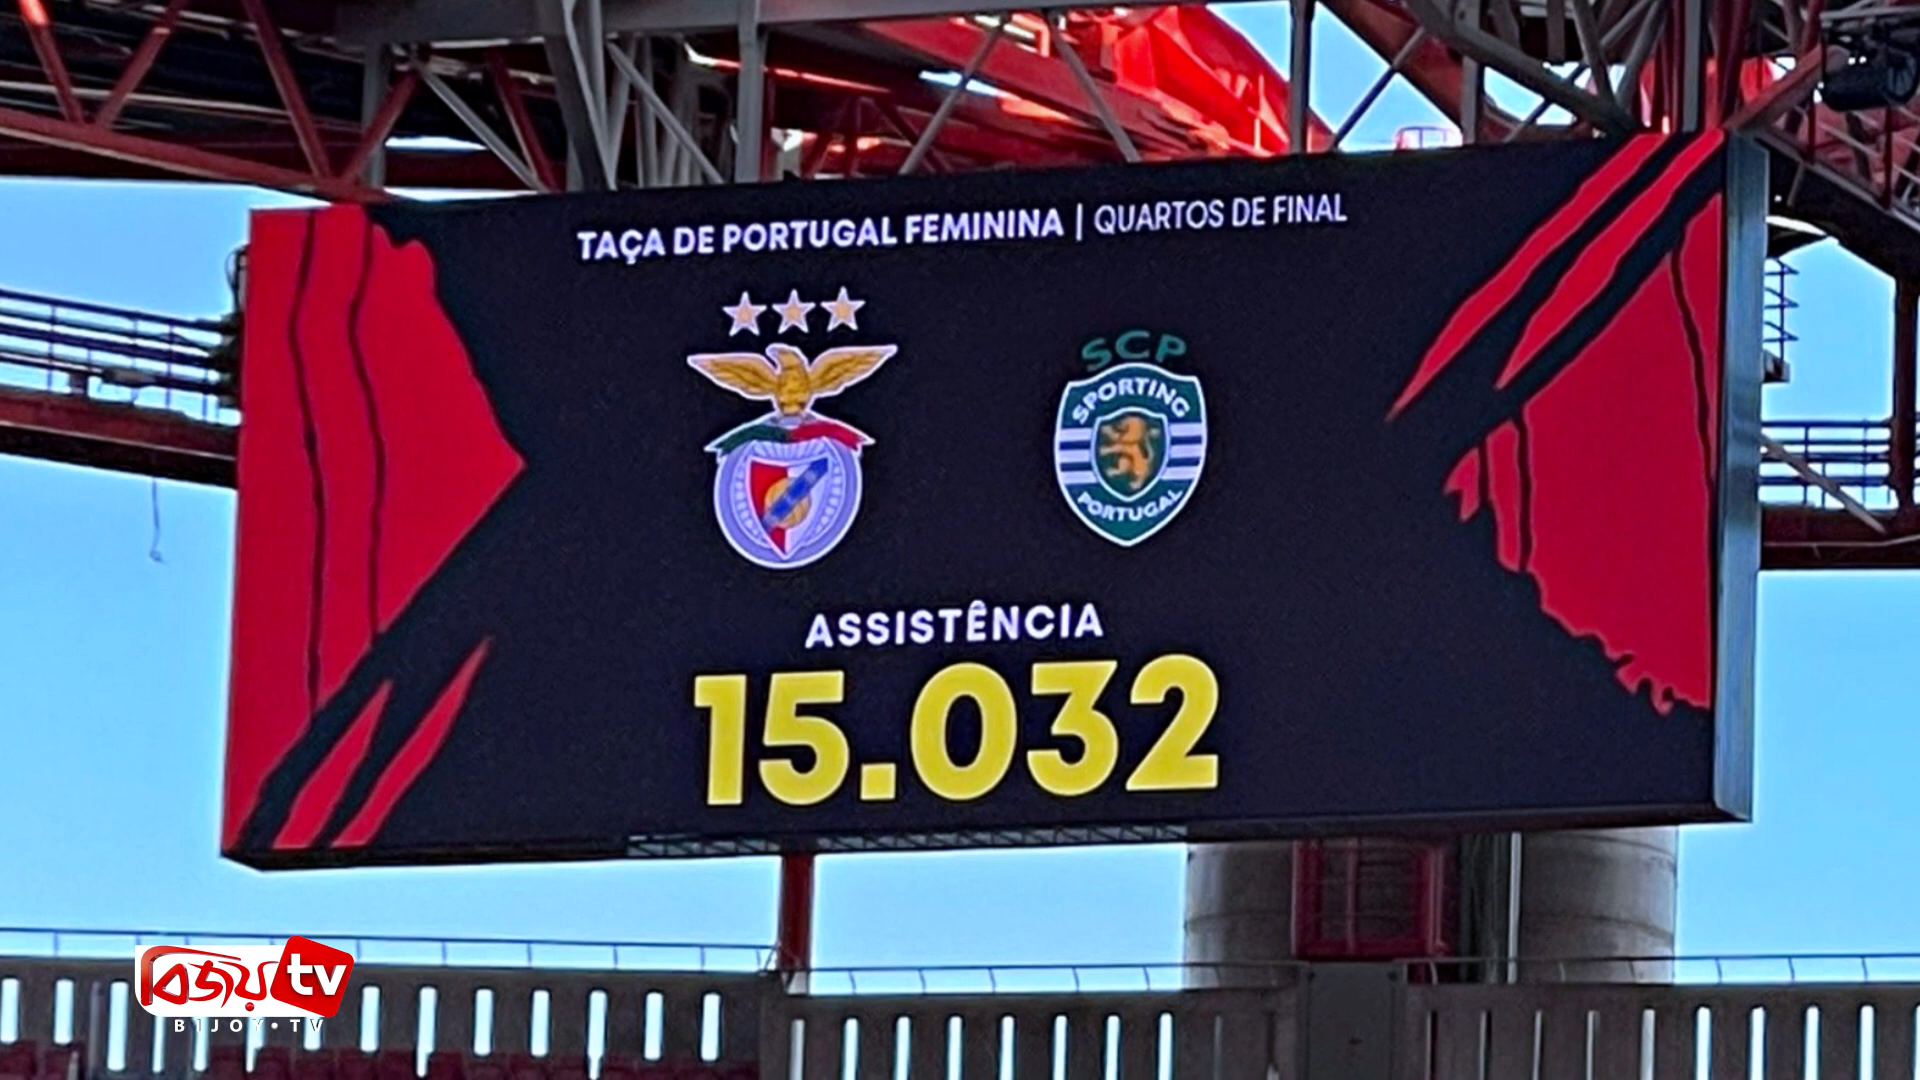 TAÇA DE PORTUGAL FEMININA | QUARTOS DE FINAL
SCP
SPORTING
PORTUGAL
ASSISTÊNCIA
15.032
বিজয় tv
BIJOY•TV